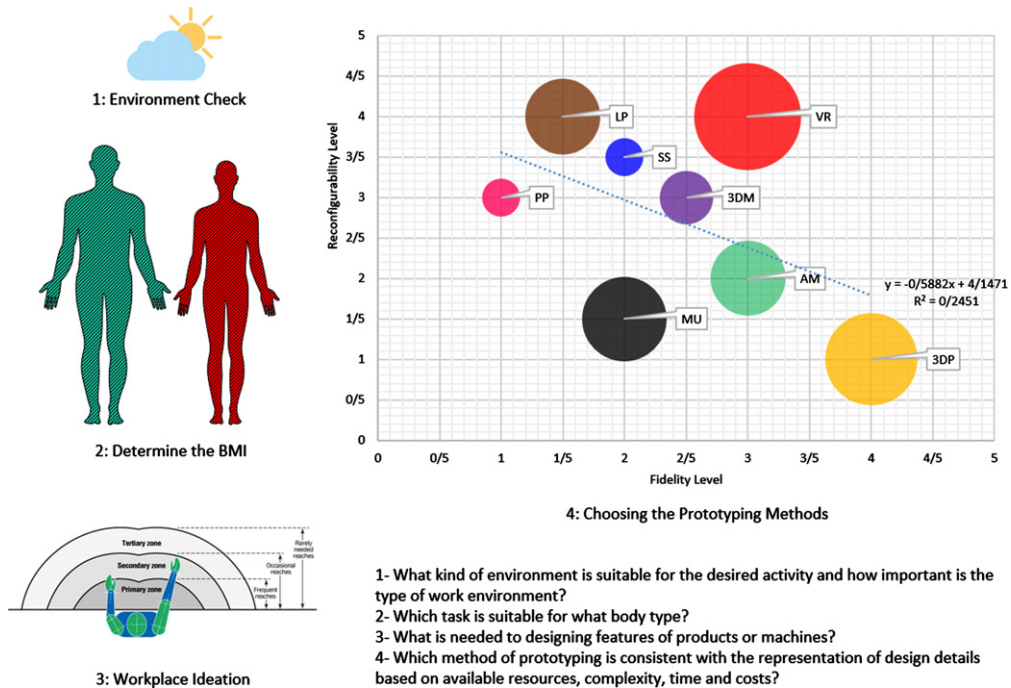 1: Environment Check
2: Determine the BMI
Tertiary zone
Secondary zone
Primary zone
Rarely
needed
reaches
Occasional
reaches
Frequent
reaches
3: Workplace Ideation
Reconfigurability Level
5
4/5
4
3/5
3
2/5
2
1/5
1
0/5
0
LP
VR
SS
PP
3DM
AM
y = -0/5882x + 4/1471
R² = 0/2451
MU
3DP
0
0/5
1
1/5
2
2/5
3
3/5
4
4/5
5
Fidelity Level
4: Choosing the Prototyping Methods
1- What kind of environment is suitable for the desired activity and how important is the
type of work environment?
2- Which task is suitable for what body type?
3- What is needed to designing features of products or machines?
4- Which method of prototyping is consistent with the representation of design details
based on available resources, complexity, time and costs?